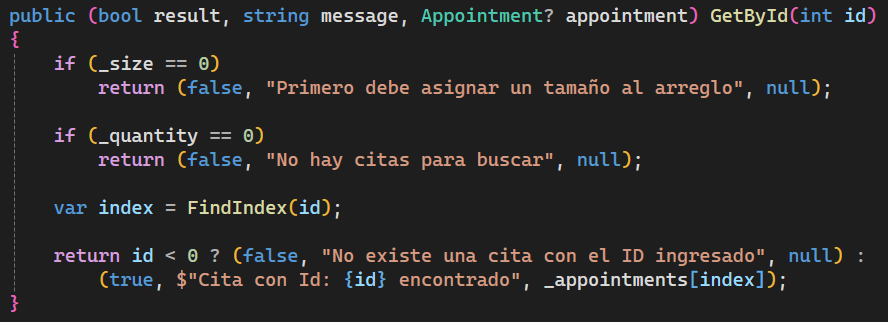 public (bool result, string message, Appointment? appointment) GetById(int id)
{
if (_size == 0)
return (false, "Primero debe asignar un tamaño al arreglo", null);
if (_quantity == 0)
return (false, "No hay citas para buscar", null);
var index = FindIndex(id);
return id < 0 ? (false, "No existe una cita con el ID ingresado", null) :
(true, $"Cita con Id: {id} encontrado", _appointments[index]);
}